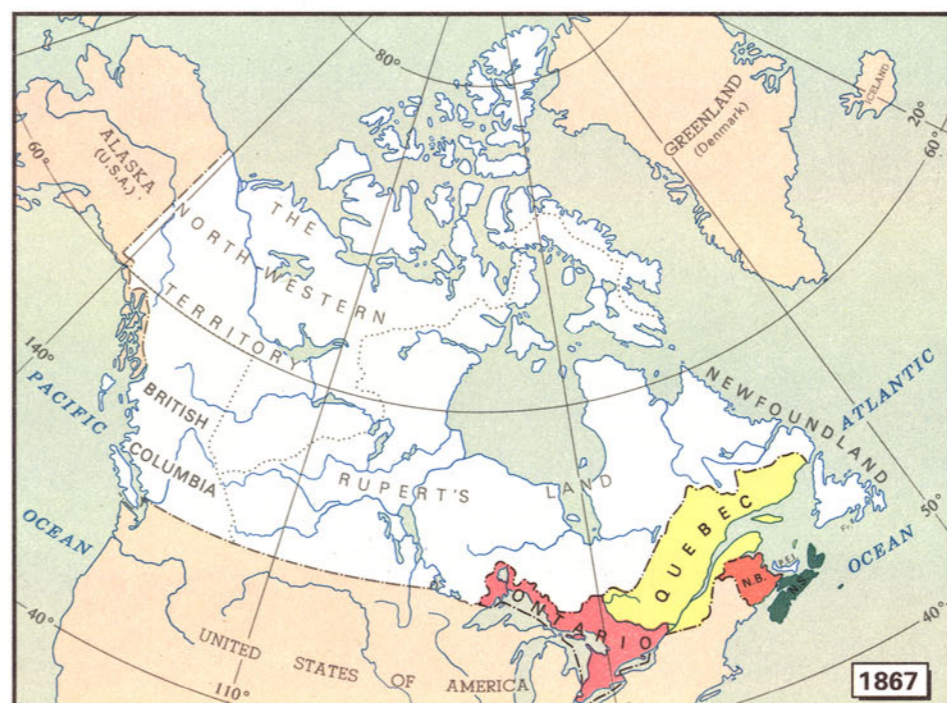 80°
GREENLAND
(Denmark)
ICELAND
20°
60°
60°
ALASKA
(U.S.A.)
THE
NORTH-WESTERN
TERRITORY
140°
PACIFIC
OCEAN
BRITISH
COLUMBIA
RUPERT'S LAND
NEWFOUNDLAND
ATLANTIC
OCEAN
50°
Fr.
QUEBEC
ONTARIO
N.B.
P.E.I.
N.S.
40°
40°
UNITED STATES OF AMERICA
110°
1867